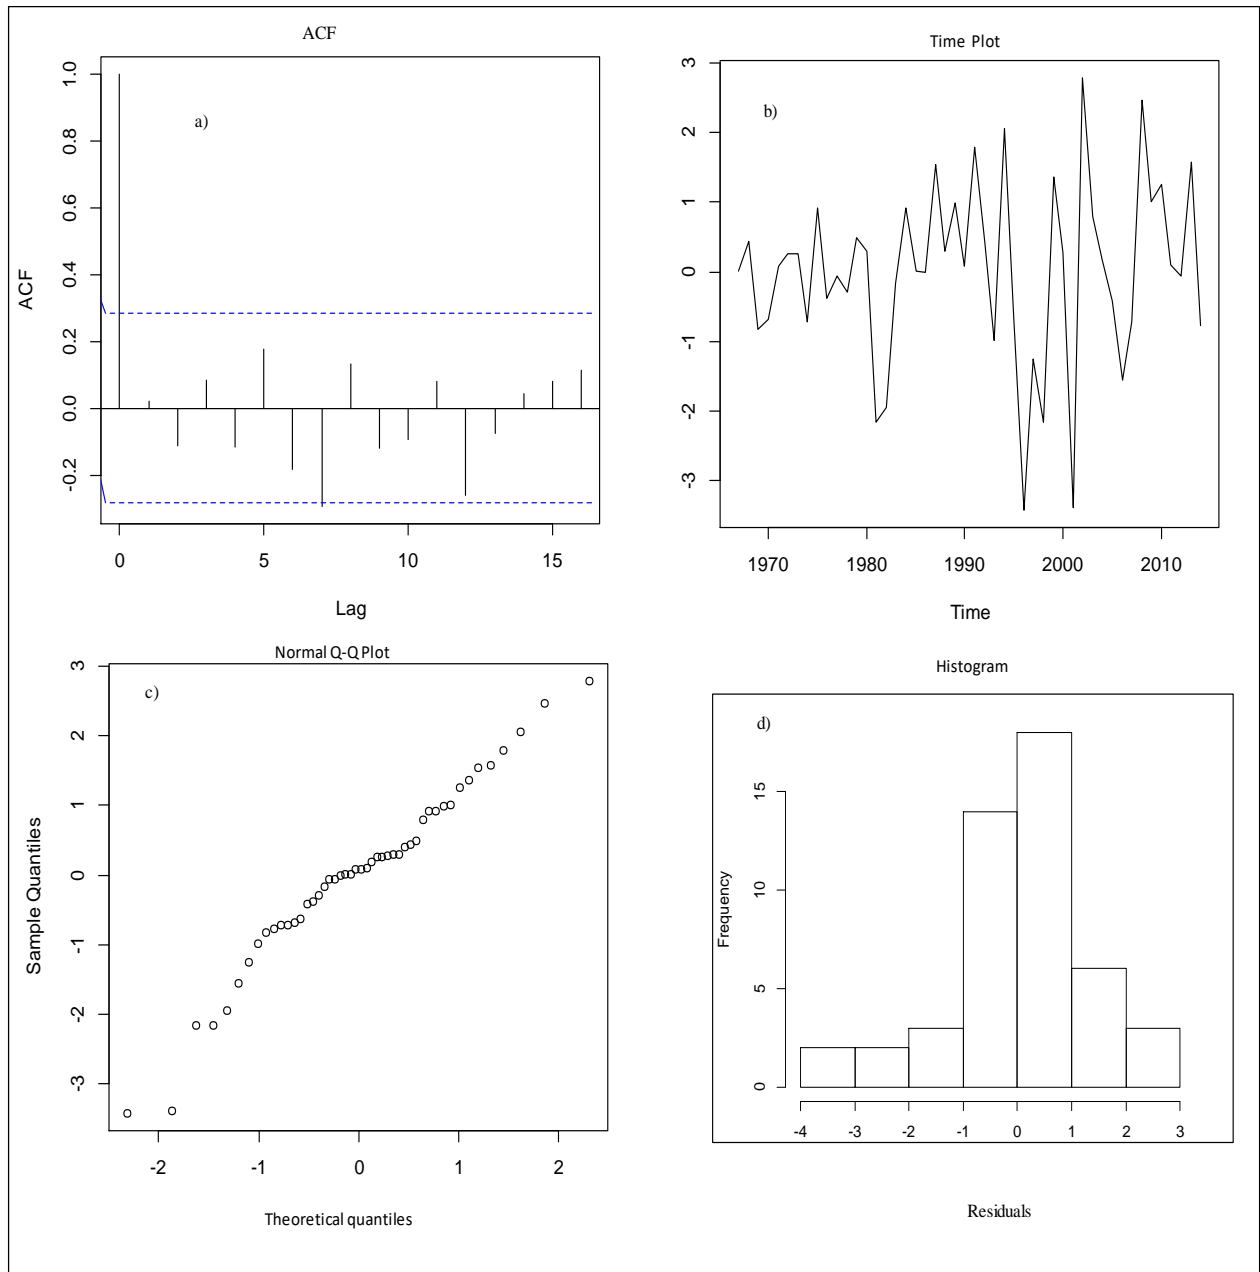 ACF
a)
1.0
0.8
0.6
0.4
0.2
0.0
-0.2
ACF
0 5 10 15
Lag
Time Plot
b)
3
2
1
0
-1
-2
-3
1970 1980 1990 2000 2010
Time
Normal Q-Q Plot
c)
3
2
1
0
-1
-2
-3
Sample Quantiles
-2 -1 0 1 2
Theoretical quantiles
Histogram
d)
15
10
5
0
Frequency
-4 -3 -2 -1 0 1 2 3
Residuals